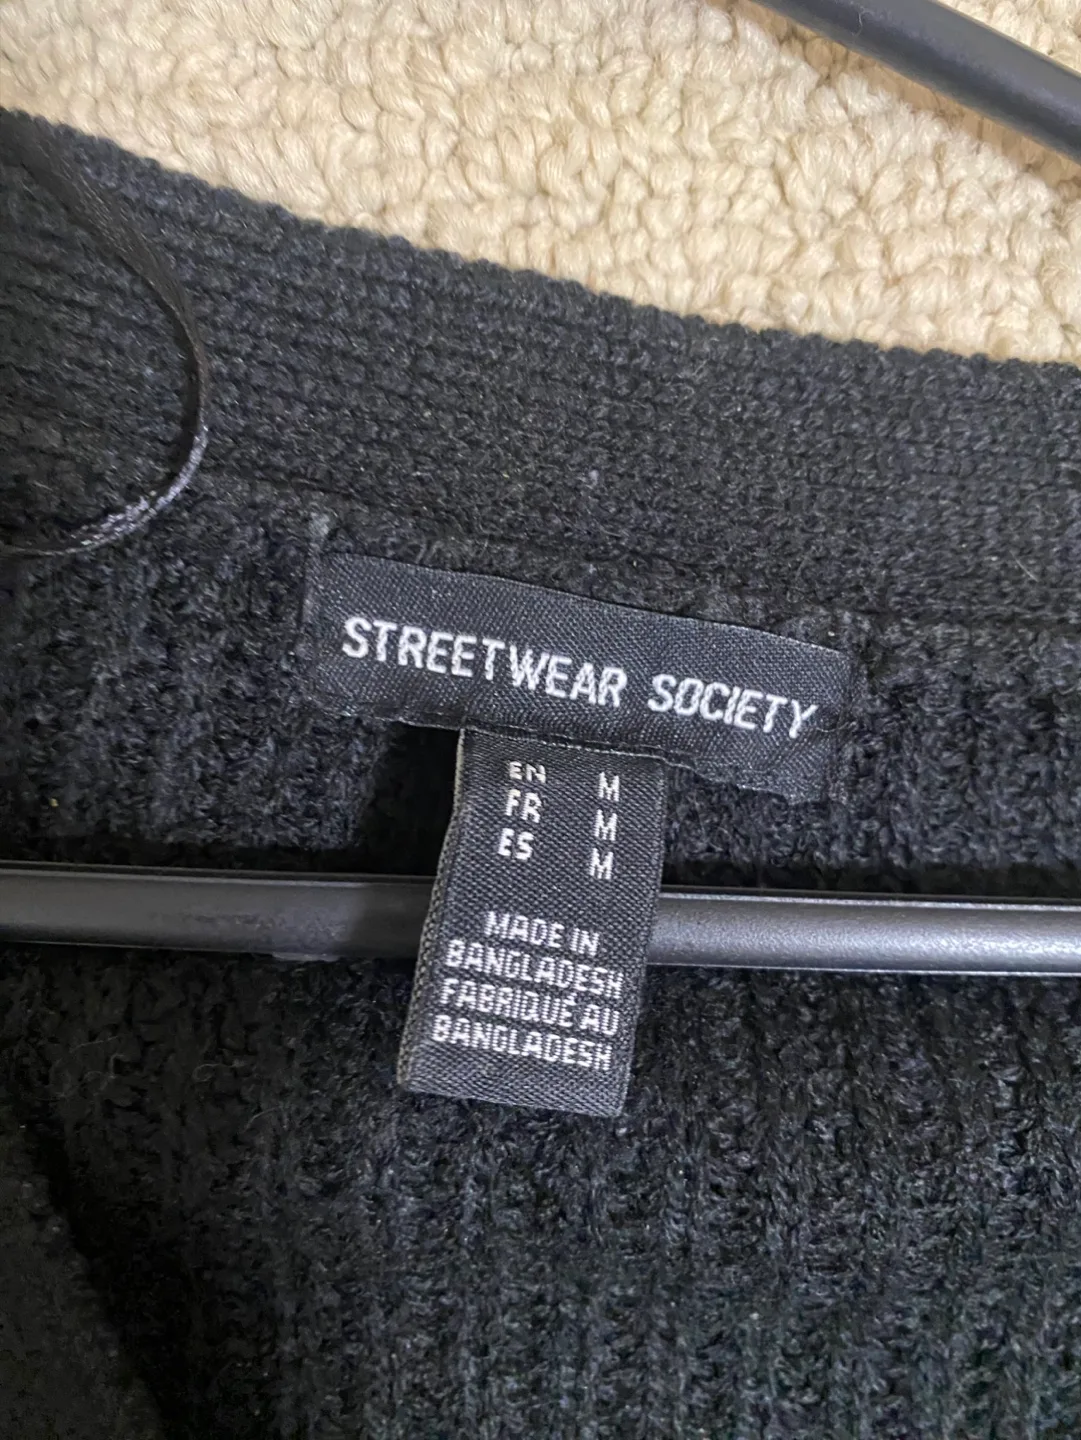 STREETWEAR SOCIETY
EN M
FR M
ES M
MADE IN
BANGLADESH
FABRIQUÉ AU
BANGLADESH